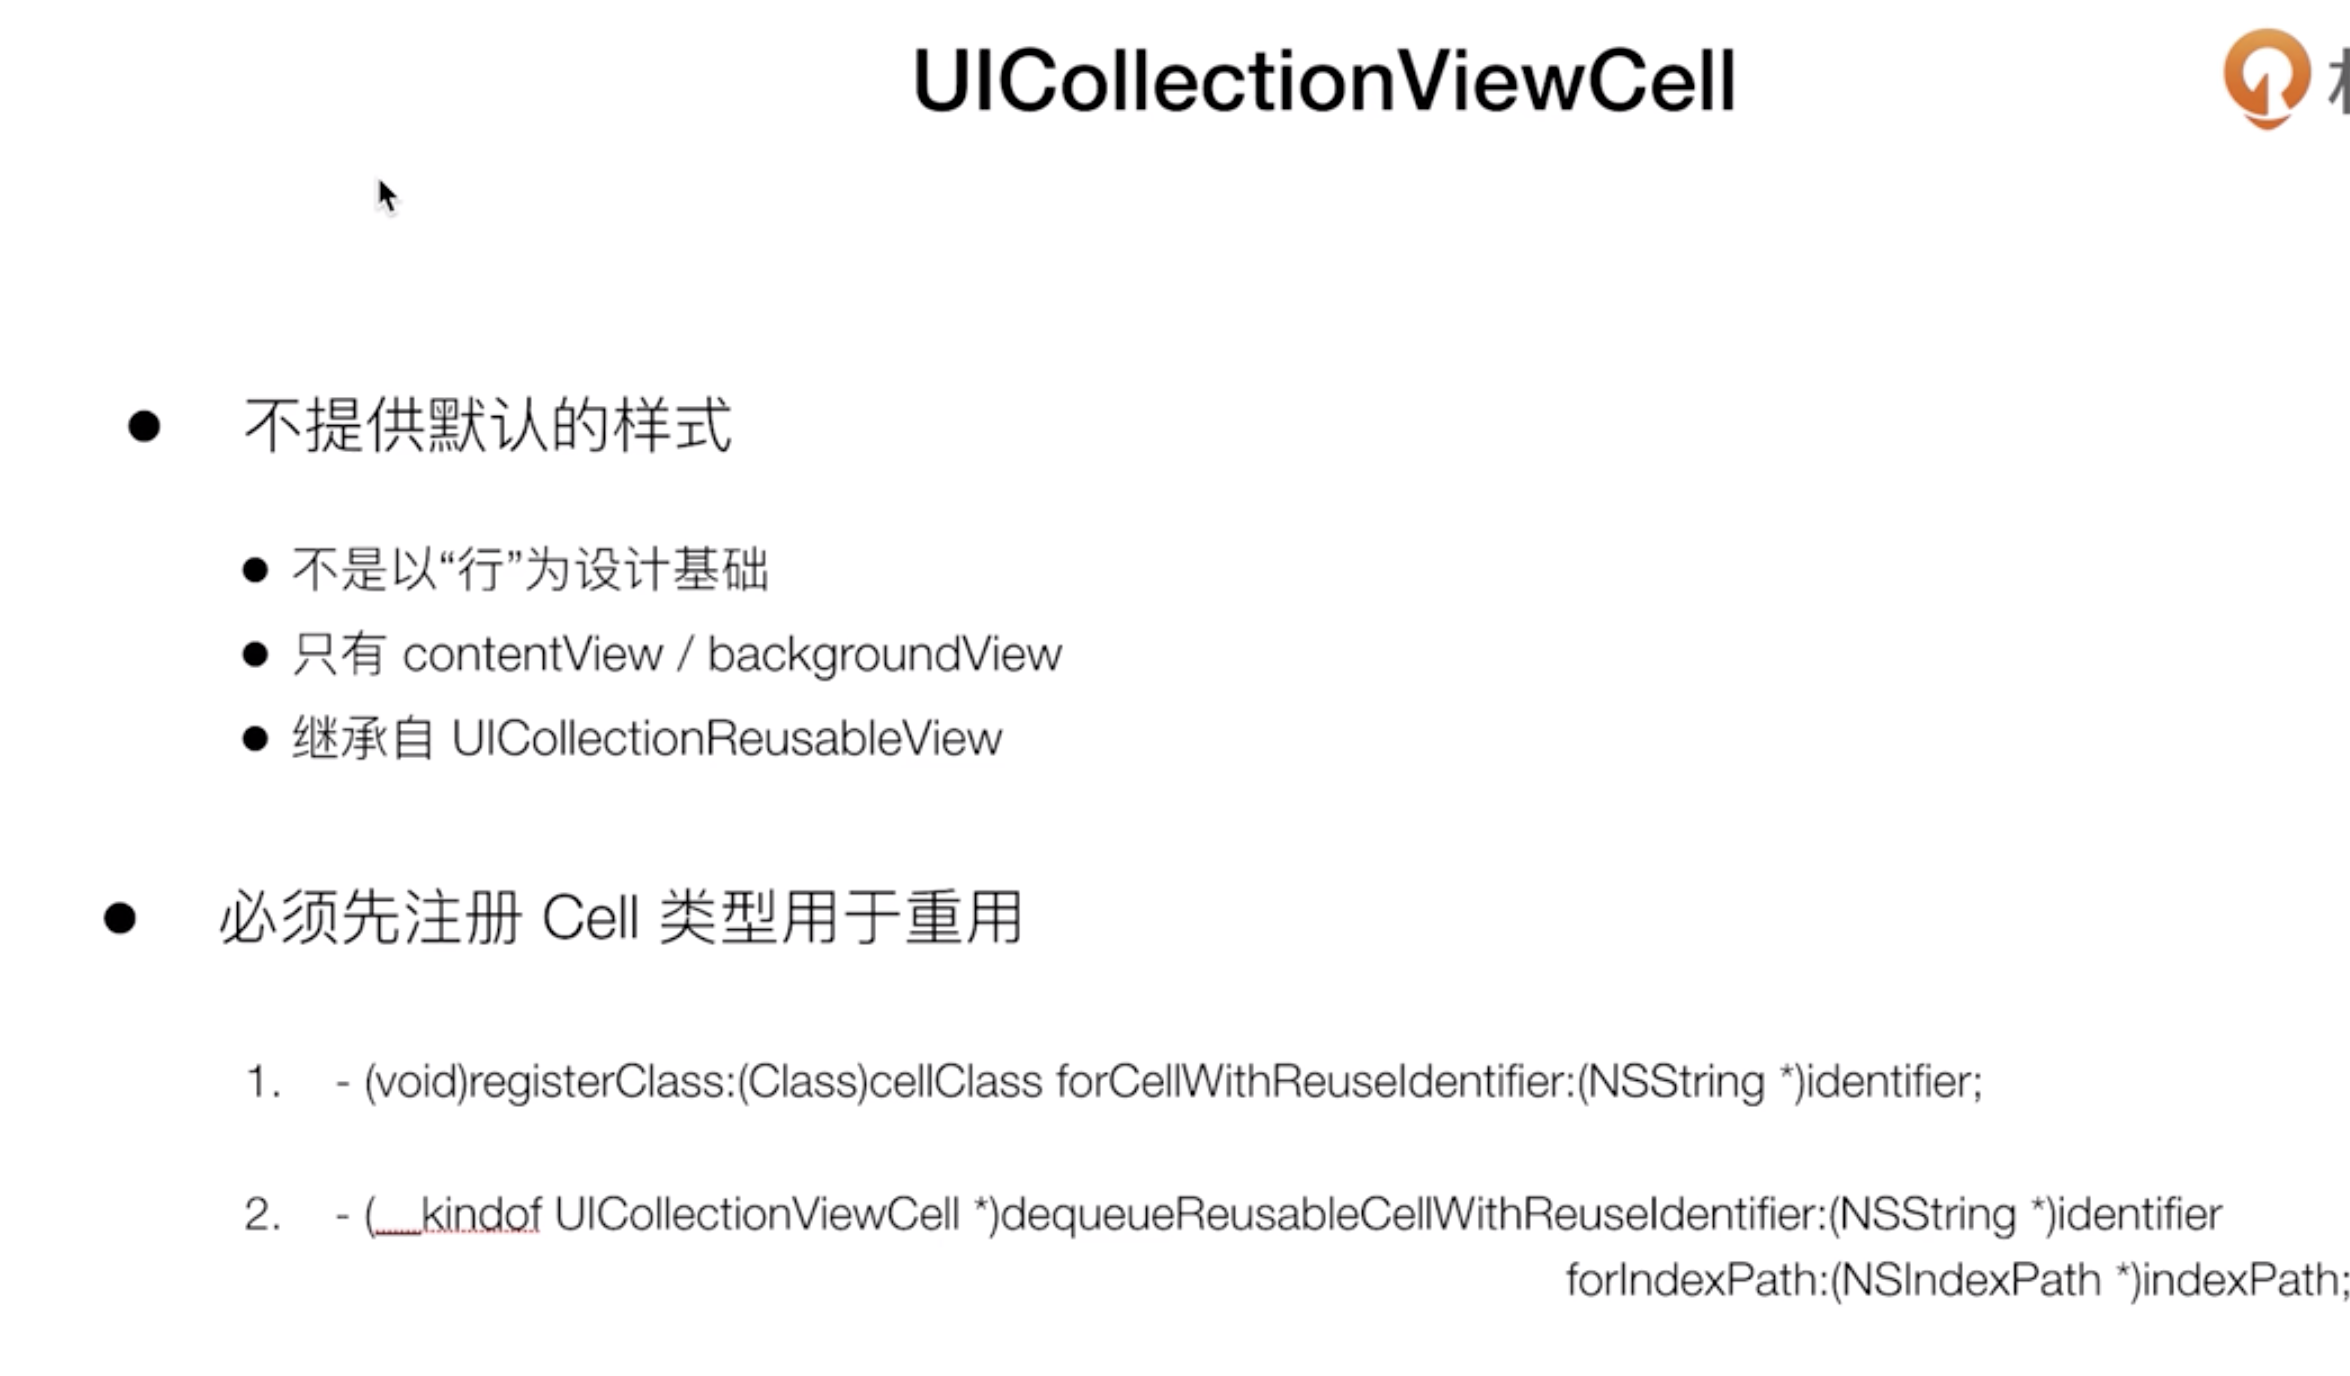 UICollectionViewCell
● 不提供默认的样式
● 不是以“行”为设计基础
● 只有 contentView / backgroundView
● 继承自 UICollectionReusableView
● 必须先注册 Cell 类型用于重用
1. - (void)registerClass:(Class)cellClass forCellWithReuseIdentifier:(NSString *)identifier;
2. - (__kindof UICollectionViewCell *)dequeueReusableCellWithReuseIdentifier:(NSString *)identifier
forIndexPath:(NSIndexPath *)indexPath;